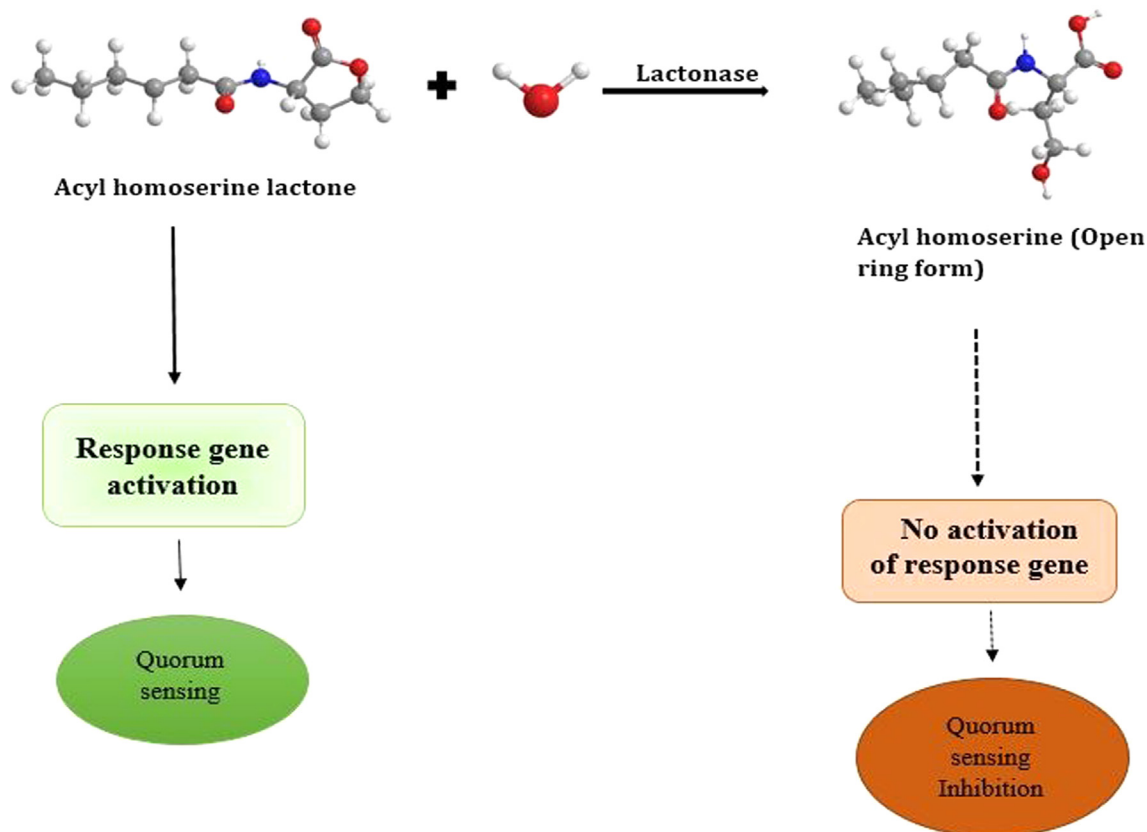 Lactonase
Acyl homoserine lactone
Acyl homoserine (Open
ring form)
Response gene
activation
No activation
of response gene
Quorum
sensing
Quorum
sensing
Inhibition